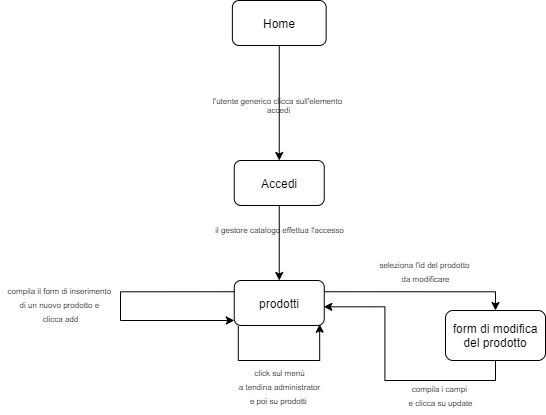 Home
l'utente generico clicca sull'elemento
accedi
Accedi
il gestore catalogo effettua l'accesso
seleziona l'id del prodotto
da modificare
compila il form di inserimento
di un nuovo prodotto e
clicca add
prodotti
form di modifica
del prodotto
click sul menù
a tendina administrator
e poi su prodotti
compila i campi
e clicca su update